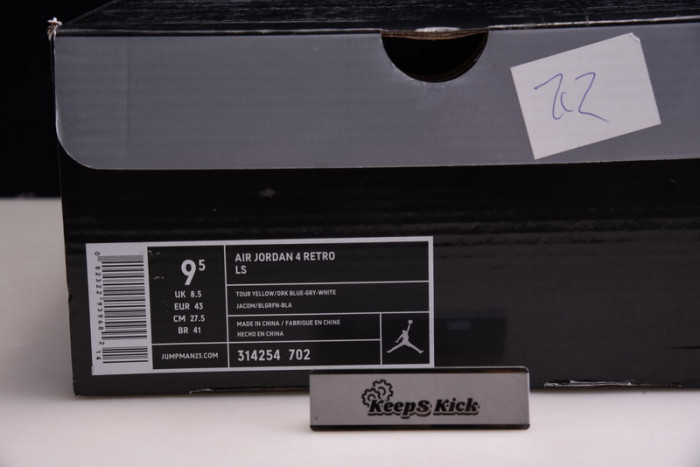 9⁵
UK 8.5
EUR 43
CM 27.5
BR 41
JUMPMAN23.COM
AIR JORDAN 4 RETRO
LS
TOUR YELLOW/DRK BLUE-GRY-WHITE
JACOM/BLGRFN-BLA
MADE IN CHINA / FABRIQUE EN CHINE
HECHO EN CHINA
314254 702
KeepS Kick